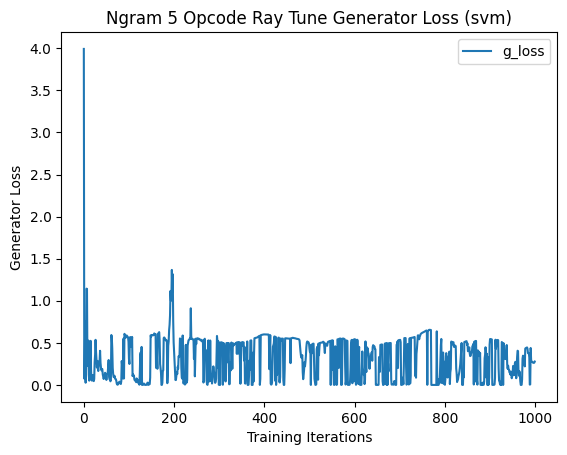 Ngram 5 Opcode Ray Tune Generator Loss (svm)
g_loss
Generator Loss
4.0
3.5
3.0
2.5
2.0
1.5
1.0
0.5
0.0
0 200 400 600 800 1000
Training Iterations